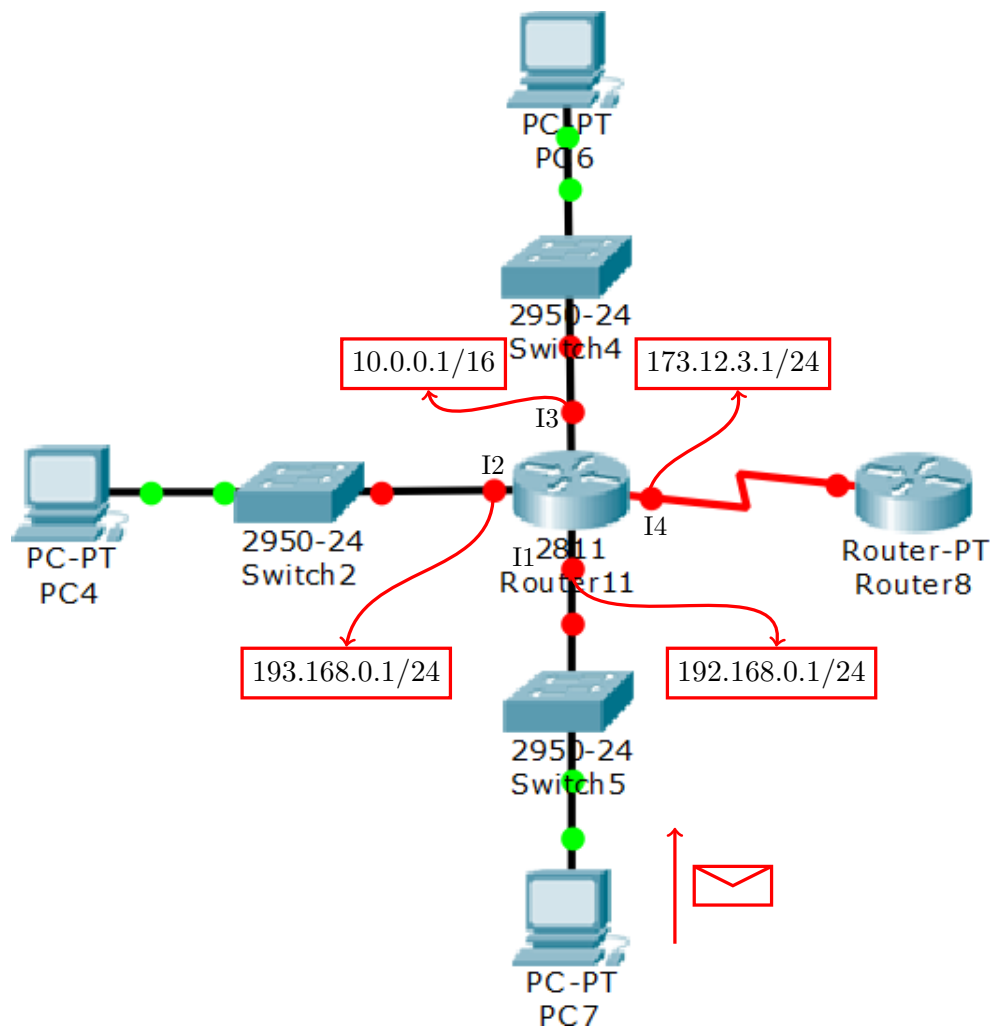 PC-PT
PC6
2950-24
Switch4
10.0.0.1/16
173.12.3.1/24
I3
I2
I4
I1
PC-PT
PC4
2950-24
Switch2
2811
Router11
Router-PT
Router8
193.168.0.1/24
192.168.0.1/24
2950-24
Switch5
PC-PT
PC7